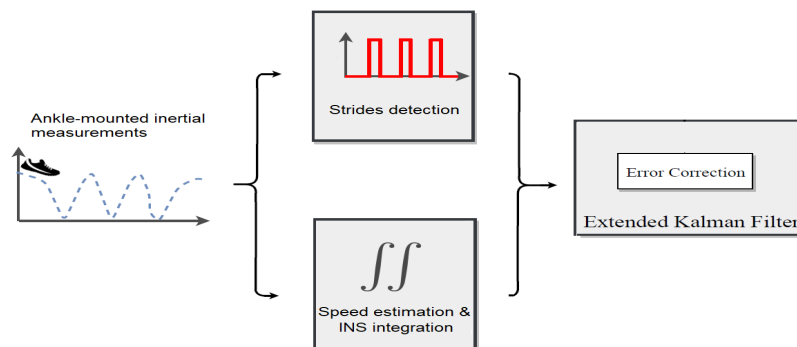 Ankle-mounted inertial
measurements
Strides detection
Speed estimation &
INS integration
Error Correction
Extended Kalman Filter